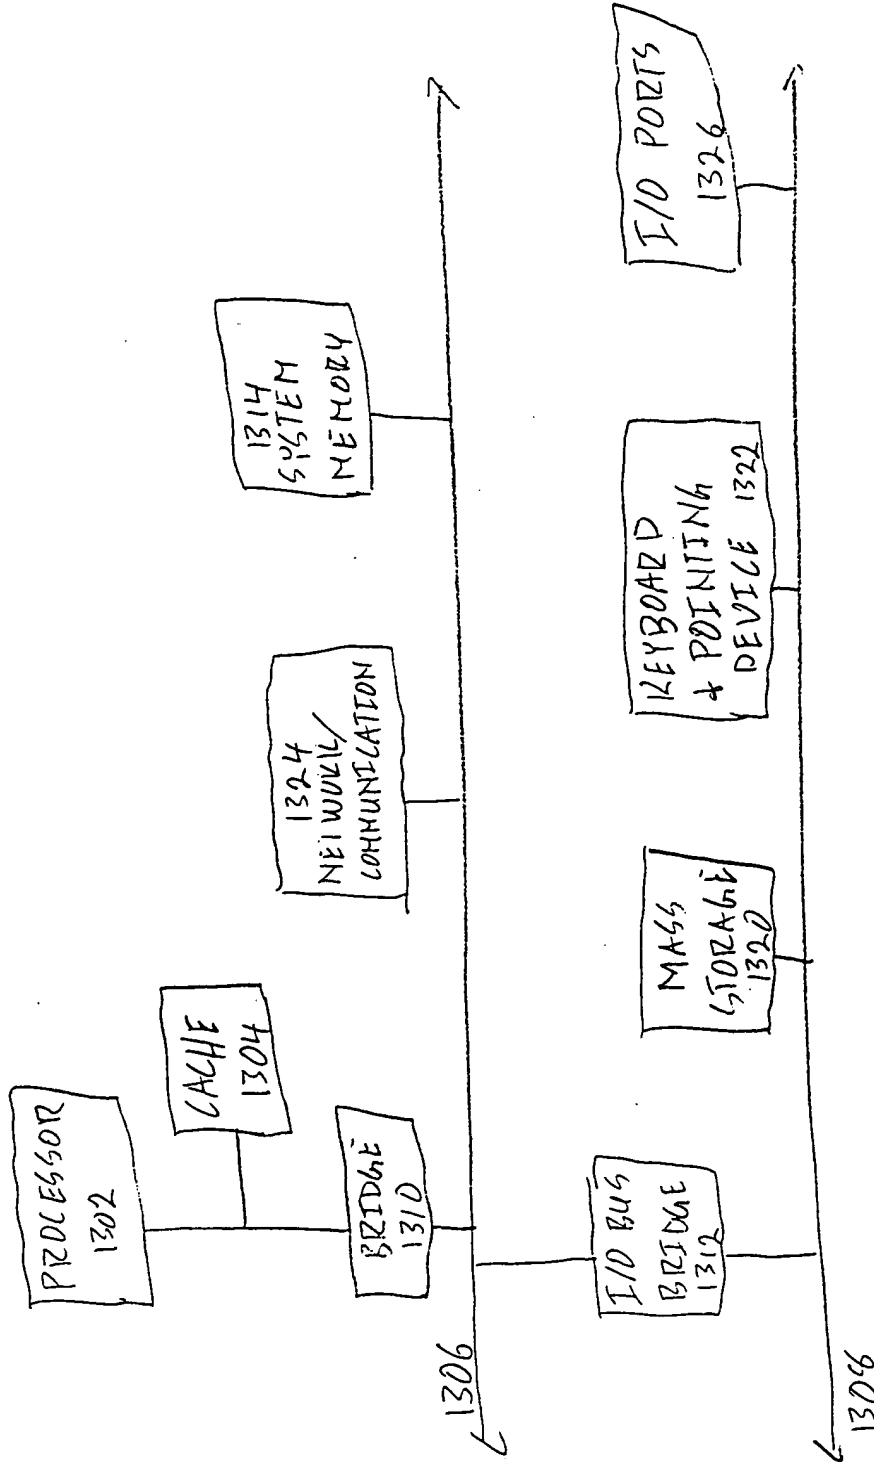 PROCESSOR
1302
CACHE
1304
BRIDGE
1310
1324
NETWORK/
COMMUNICATION
1314
SYSTEM
MEMORY
1306
I/O BUS
BRIDGE
1312
MASS
STORAGE
1320
KEYBOARD
& POINTING
DEVICE 1322
I/O PORTS
1326
1308